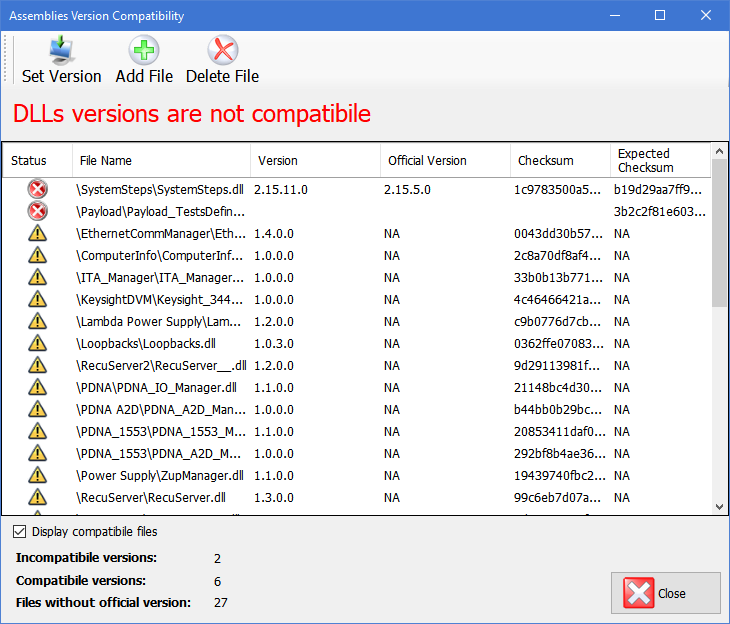 Assemblies Version Compatibility
Set Version Add File Delete File
DLLs versions are not compatibile
Status File Name Version Official Version Checksum Expected Checksum
\SystemSteps\SystemSteps.dll 2.15.11.0 2.15.5.0 1c9783500a5... b19d29aa7ff9...
\Payload\Payload_TestsDefin... 3b2c2f81e603...
\EthernetCommManager\Eth... 1.4.0.0 NA 0043dd30b57... NA
\ComputerInfo\ComputerInf... 1.0.0.0 NA 2c8a70df8af4... NA
\ITA_Manager\ITA_Manager... 1.0.0.0 NA 33b0b13b771... NA
\KeysightDVM\Keysight_344... 1.0.0.0 NA 4c46466421a... NA
\Lambda Power Supply\Lam... 1.2.0.0 NA c9b0776d7cb... NA
\Loopbacks\Loopbacks.dll 1.0.3.0 NA 0362ffe07083... NA
\RecuServer2\RecuServer__.dll 1.2.0.0 NA 9d29113981f... NA
\PDNA\PDNA_IO_Manager.dll 1.1.0.0 NA 21148bc4d30... NA
\PDNA A2D\PDNA_A2D_Man... 1.0.0.0 NA b44bb0b29bc... NA
\PDNA_1553\PDNA_1553_M... 1.1.0.0 NA 20853411daf0... NA
\PDNA_1553\PDNA_A2D_M... 1.0.0.0 NA 292bf8b4ae36... NA
\Power Supply\ZupManager.dll 1.1.0.0 NA 19439740fbc2... NA
\RecuServer\RecuServer.dll 1.3.0.0 NA 99c6eb7d07a... NA
Display compatibile files
Incompatibile versions: 2
Compatibile versions: 6
Files without official version: 27
Close